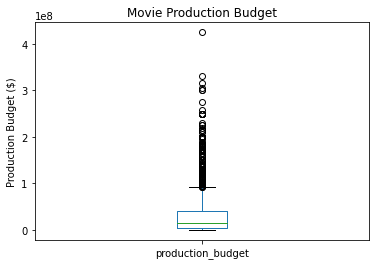 Movie Production Budget
1e8
4
3
2
1
0
Production Budget ($)
production_budget